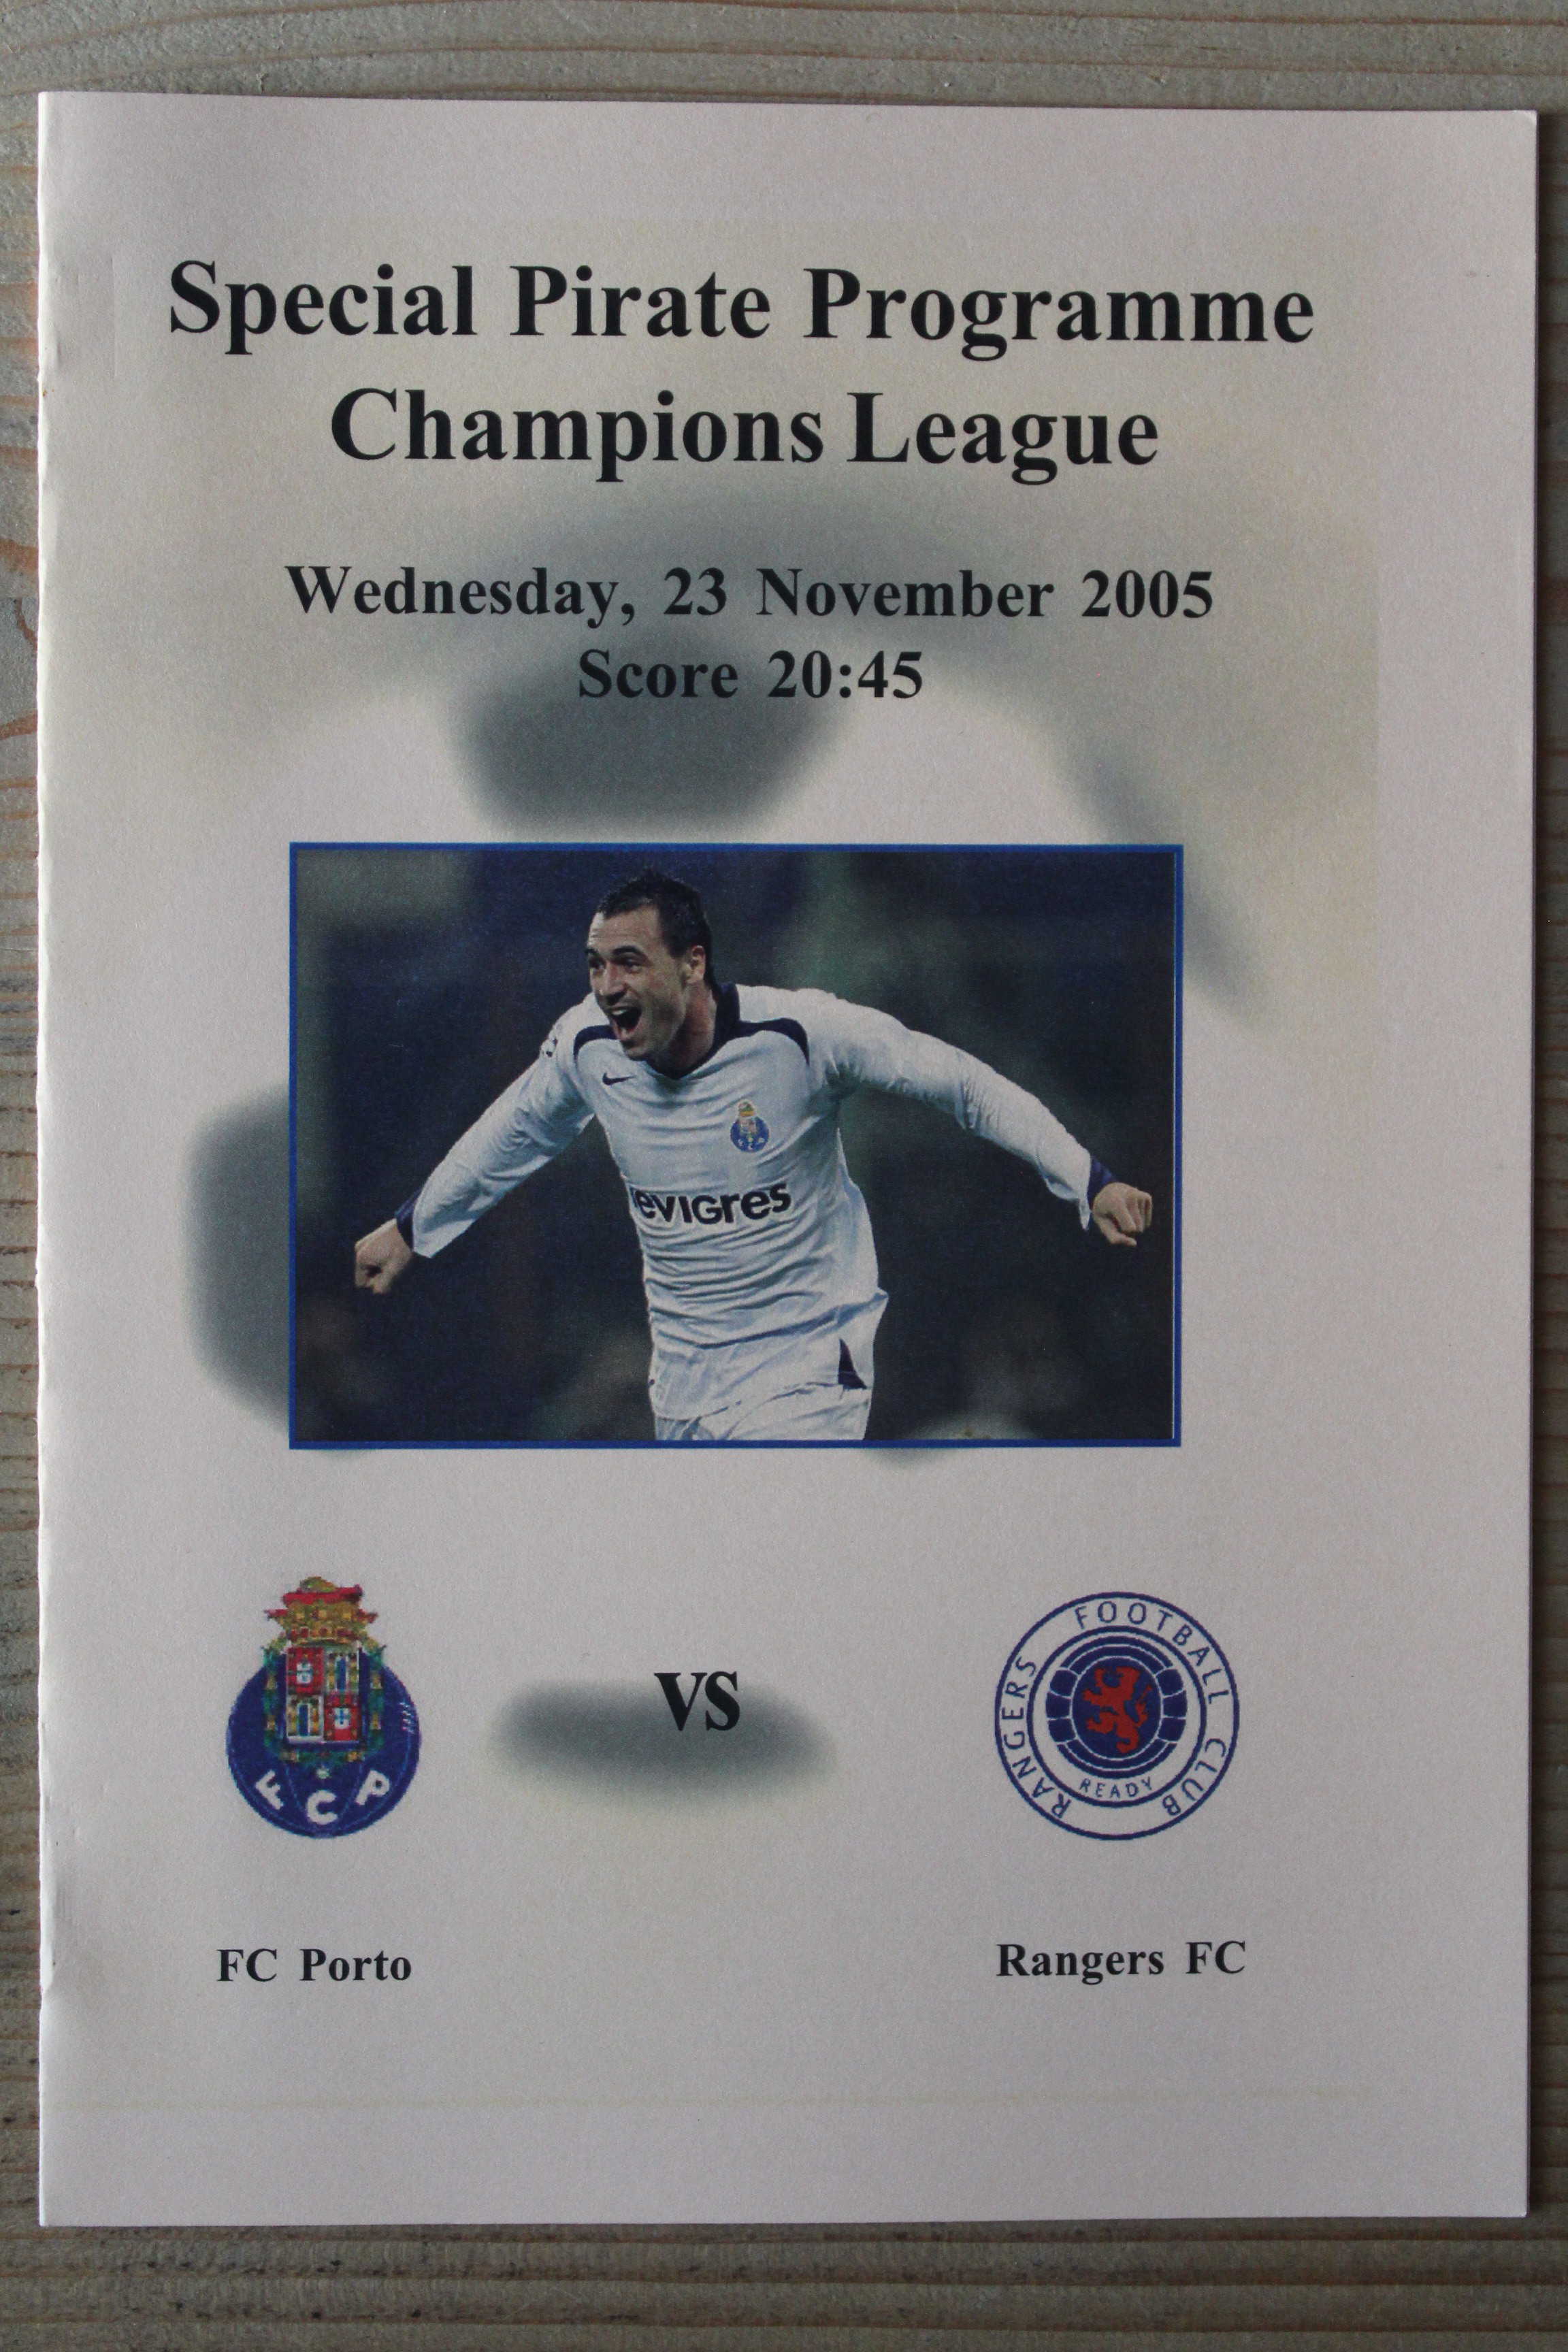 Special Pirate Programme
Champions League
Wednesday, 23 November 2005
Score 20:45
evigres
FCP
VS
RANGERS FOOTBALL CLUB
READY
FC Porto
Rangers FC